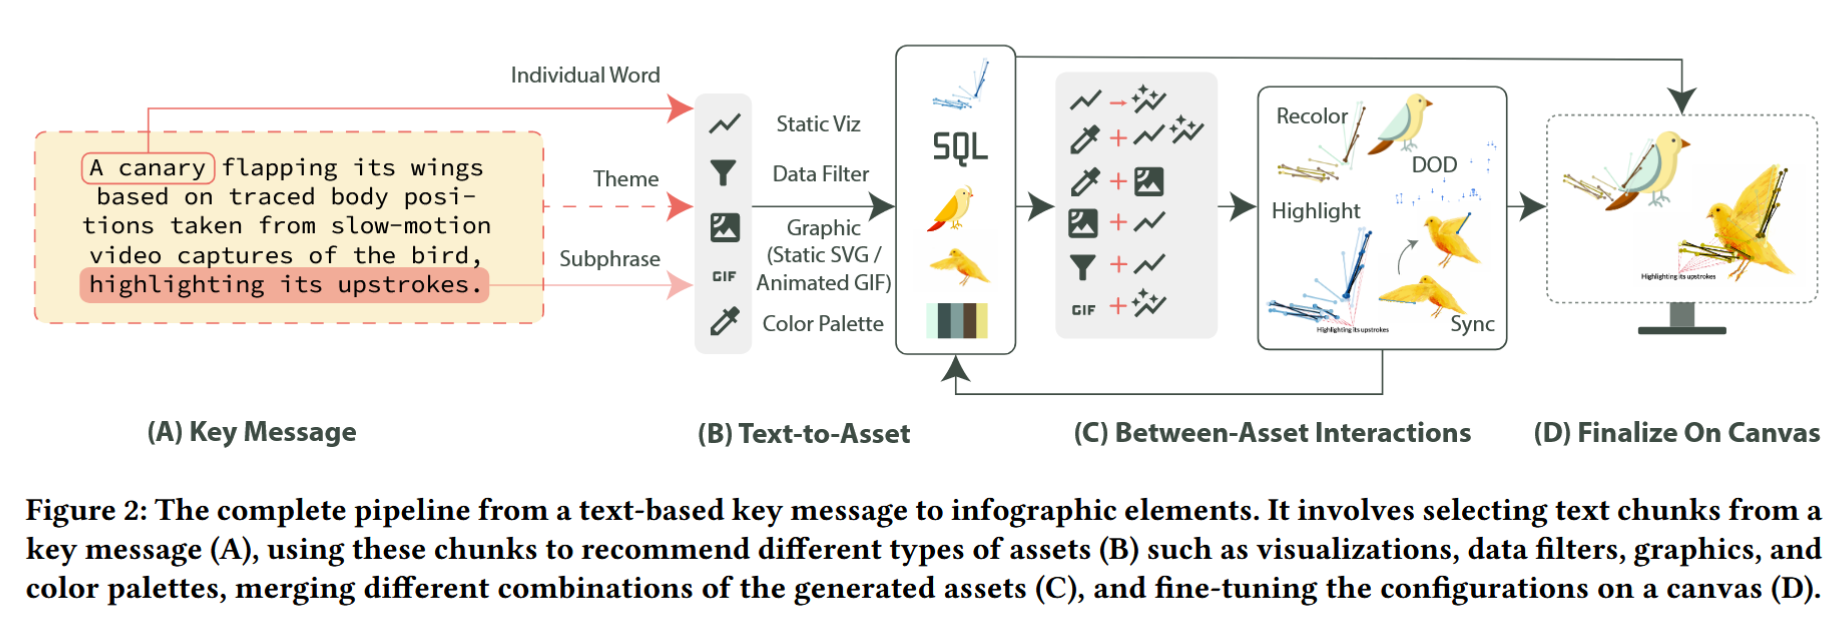 Individual Word
Theme
Subphrase
A canary flapping its wings
based on traced body posi-
tions taken from slow-motion
video captures of the bird,
highlighting its upstrokes.
GIF
Static Viz
Data Filter
Graphic
(Static SVG /
Animated GIF)
Color Palette
SQL
GIF
Recolor
DOD
Highlight
Highlighting its upstrokes
Sync
Highlighting its upstrokes
(A) Key Message
(B) Text-to-Asset
(C) Between-Asset Interactions
(D) Finalize On Canvas
Figure 2: The complete pipeline from a text-based key message to infographic elements. It involves selecting text chunks from a
key message (A), using these chunks to recommend different types of assets (B) such as visualizations, data filters, graphics, and
color palettes, merging different combinations of the generated assets (C), and fine-tuning the configurations on a canvas (D).